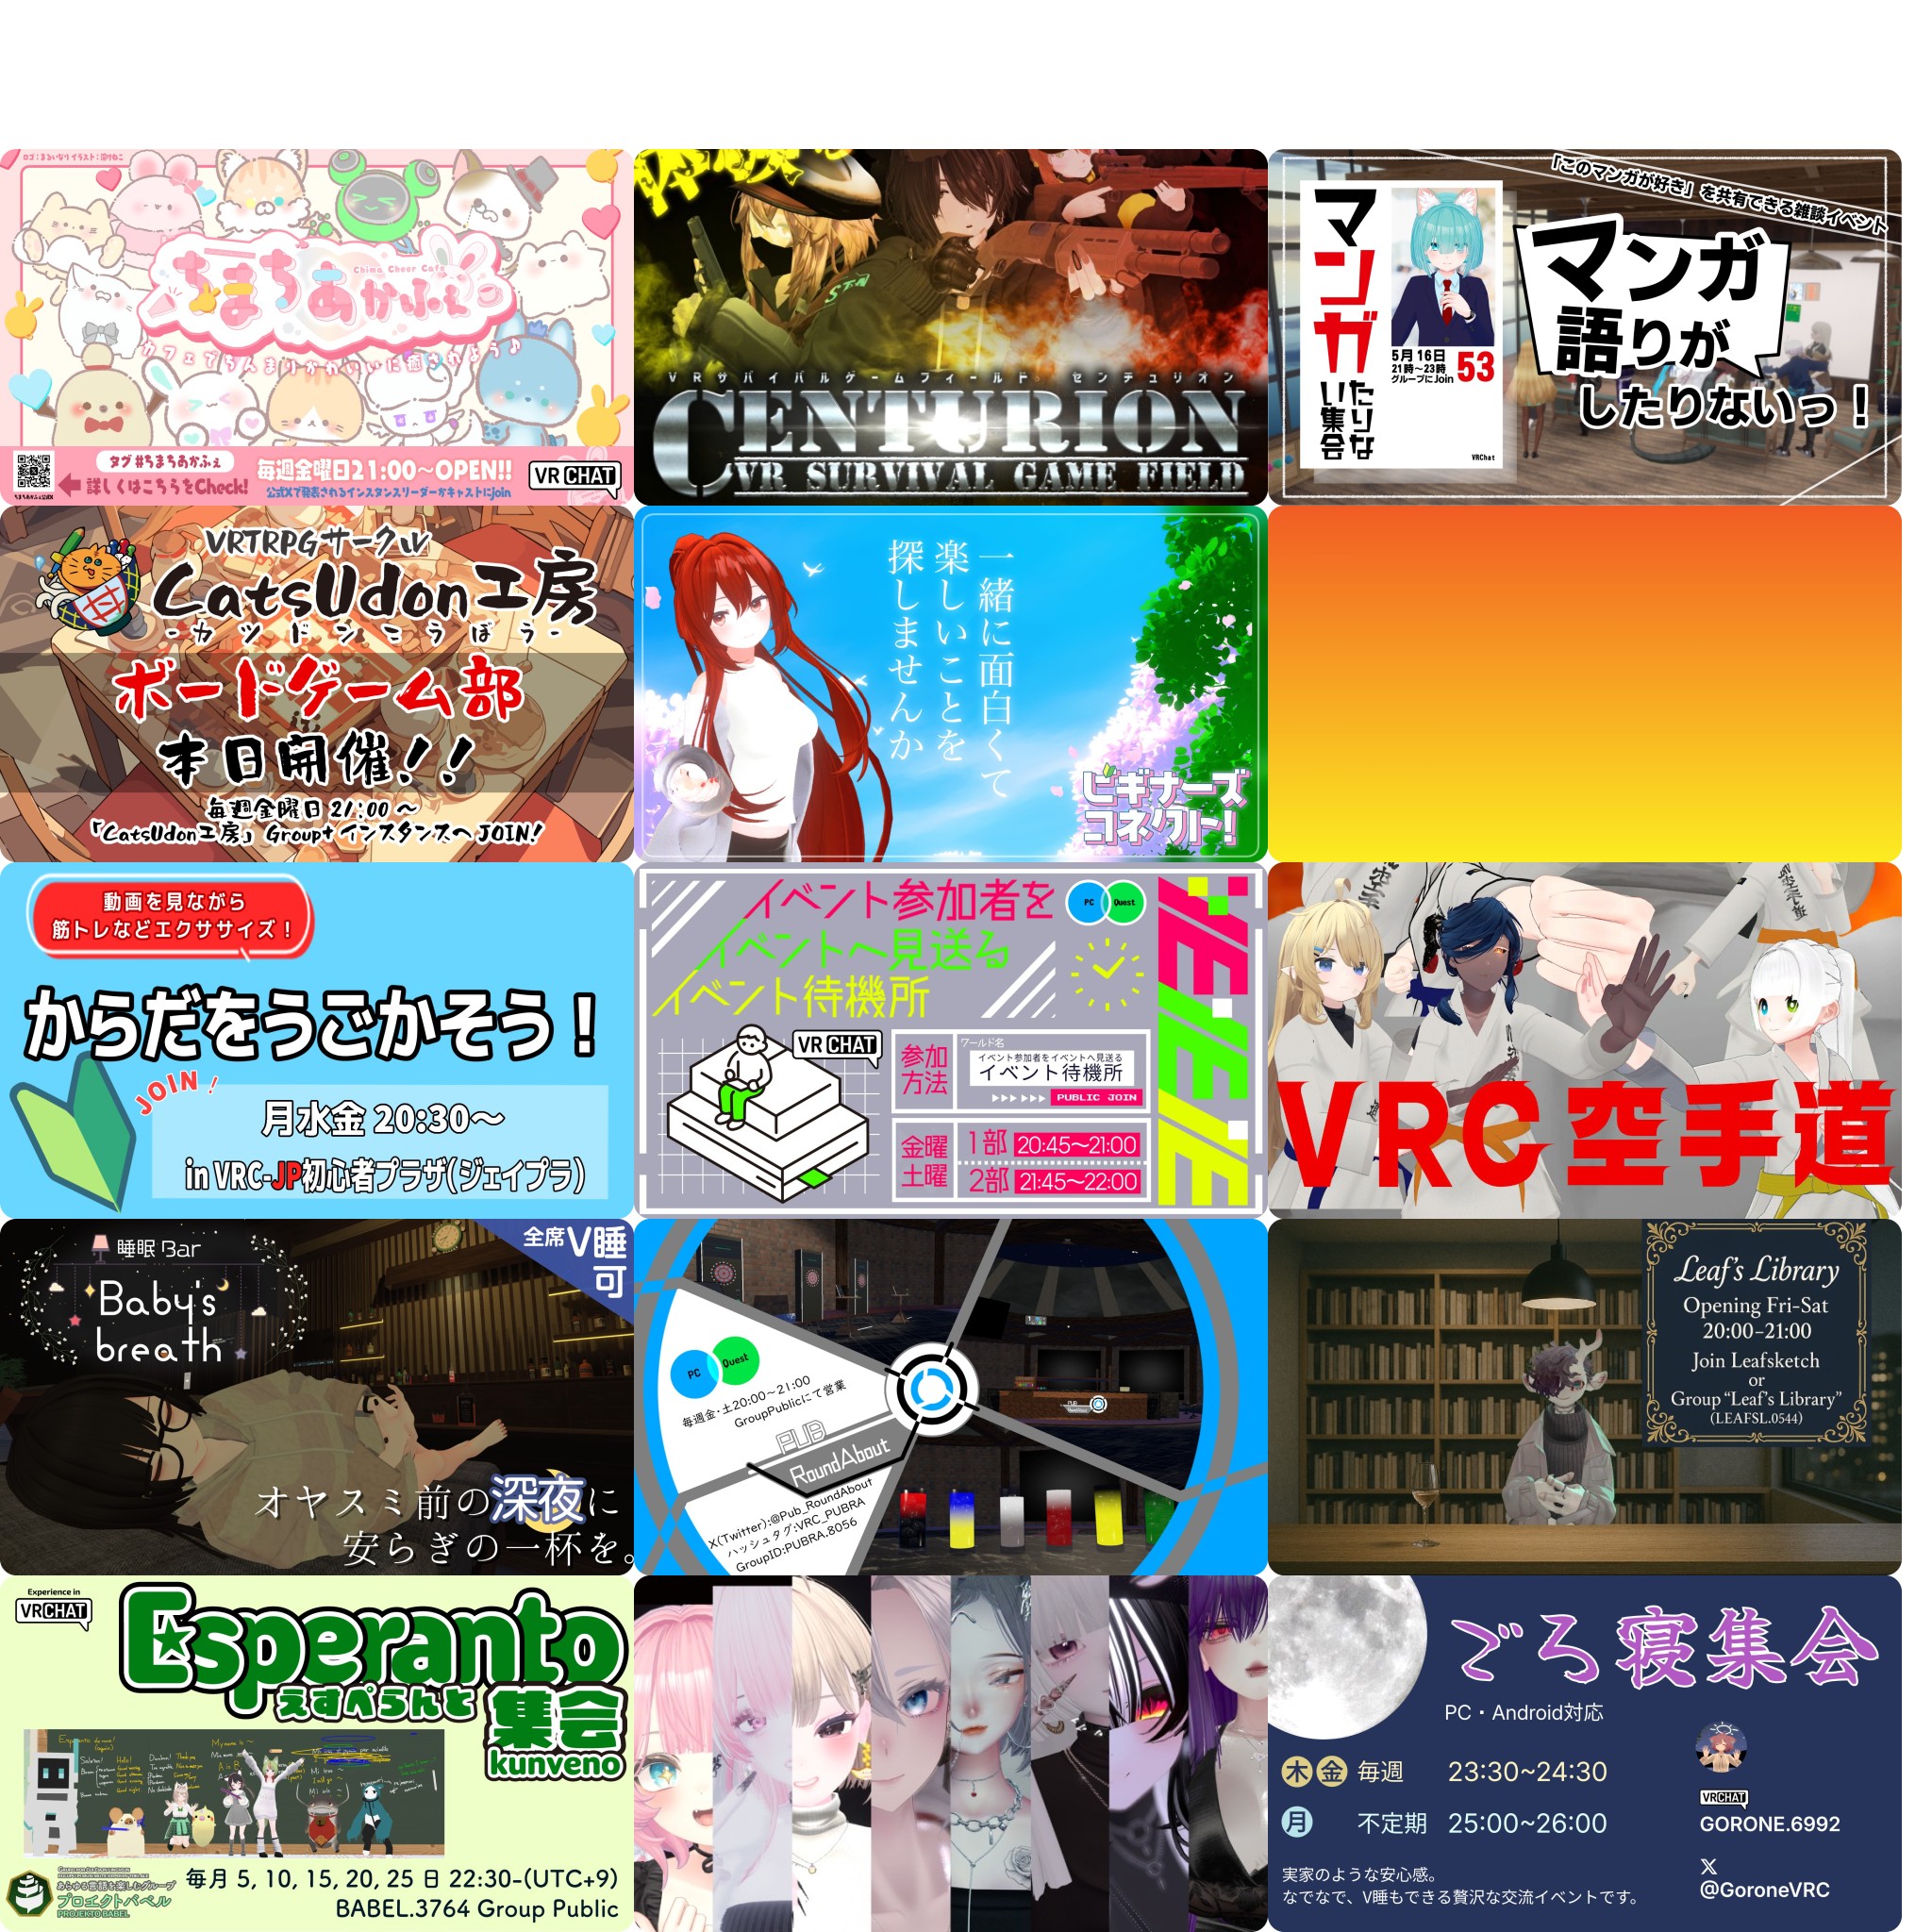 ロゴ：まるいなり イラスト：
ちまちあかふぇ
Chima Cheer Cafe
カフェでちんまりかわいいに癒されよう♪
タグ #ちまちあかふぇ
詳しくはこちらをCheck!
毎週金曜日21:00～OPEN!!
公式Xで発表されるインスタンスリーダーかキャストにjoin
VRCHAT
VRサバイバルゲームフィールド センチュリオン
CENTURION
VR SURVIVAL GAME FIELD
「このマンガが好き」を共有できる雑談イベント
マンガ
語りが
したりないっ！
マンガ
たりな
い集会
5月16日
21時～23時
グループにJoin
53
VRChat
VRTRPGサークル
CatsUdon工房
-カツドンこうぼう-
ボードゲーム部
本日開催!!
毎週金曜日 21:00 ～
「CatsUdon工房」 Group+ インスタンスへ JOIN!
一緒に面白くて
楽しいことを
探しませんか
ビギナーズ
コネクト!
動画を見ながら
筋トレなどエクササイズ！
からだをうごかそう！
JOIN！
月水金 20:30～
in VRC-JP初心者プラザ(ジェイプラ)
イベント参加者を
イベントへ見送る
イベント待機所
PC
Quest
VRCHAT
参加
方法
ワールド名
イベント参加者をイベントへ見送る
イベント待機所
PUBLIC JOIN
金曜
土曜
1部 20:45～21:00
2部 21:45～22:00
VRC空手道
睡眠 Bar
Baby's
breath
全席V睡
可
オヤスミ前の深夜に
安らぎの一杯を。
PC
Quest
毎週金・土20:00～21:00
GroupPublicにて営業
PUB
RoundAbout
X(Twitter):@Pub_RoundAbout
ハッシュタグ:VRC_PUBRA
GroupID:PUBRA.8056
Leaf's Library
Opening Fri-Sat
20:00-21:00
Join Leafsketch
or
Group "Leaf's Library"
(LEAFSL.0544)
Experience in
VRCHAT
Esperanto
えすぺらんと
集会
kunveno
あらゆる言語を楽しむグループ
プロエクトバベル
PROJEKTO BABEL
毎月 5, 10, 15, 20, 25 日 22:30-(UTC+9)
BABEL.3764 Group Public
ごろ寝集会
PC・Android対応
木 金 毎週 23:30~24:30
月 不定期 25:00~26:00
VRCHAT
GORONE.6992
X
@GoroneVRC
実家のような安心感。
なでなで、V睡もできる贅沢な交流イベントです。